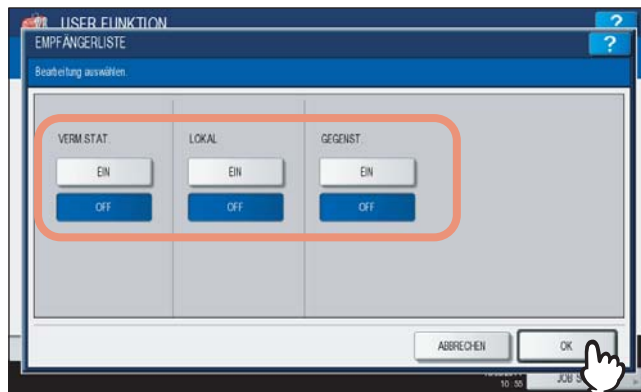 USER FUNKTION
?
EMPFÄNGERLISTE
?
Bearbeitung auswählen.
VERM.STAT.
LOKAL
GEGENST.
EIN
EIN
EIN
OFF
OFF
OFF
ABBRECHEN
OK
10:55
JOB S